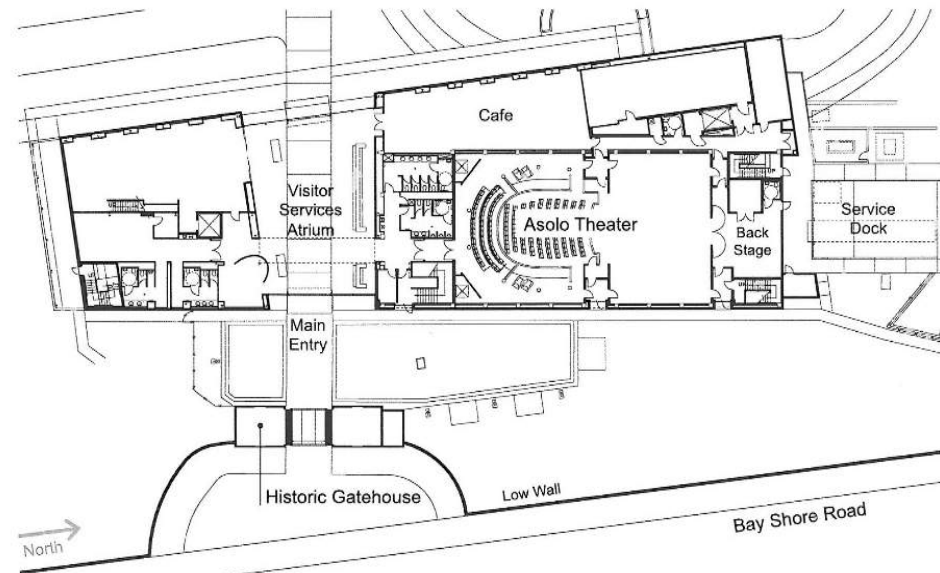 Cafe
Visitor
Services
Atrium
Asolo Theater
Back
Stage
Service
Dock
Main
Entry
Historic Gatehouse
Low Wall
Bay Shore Road
North